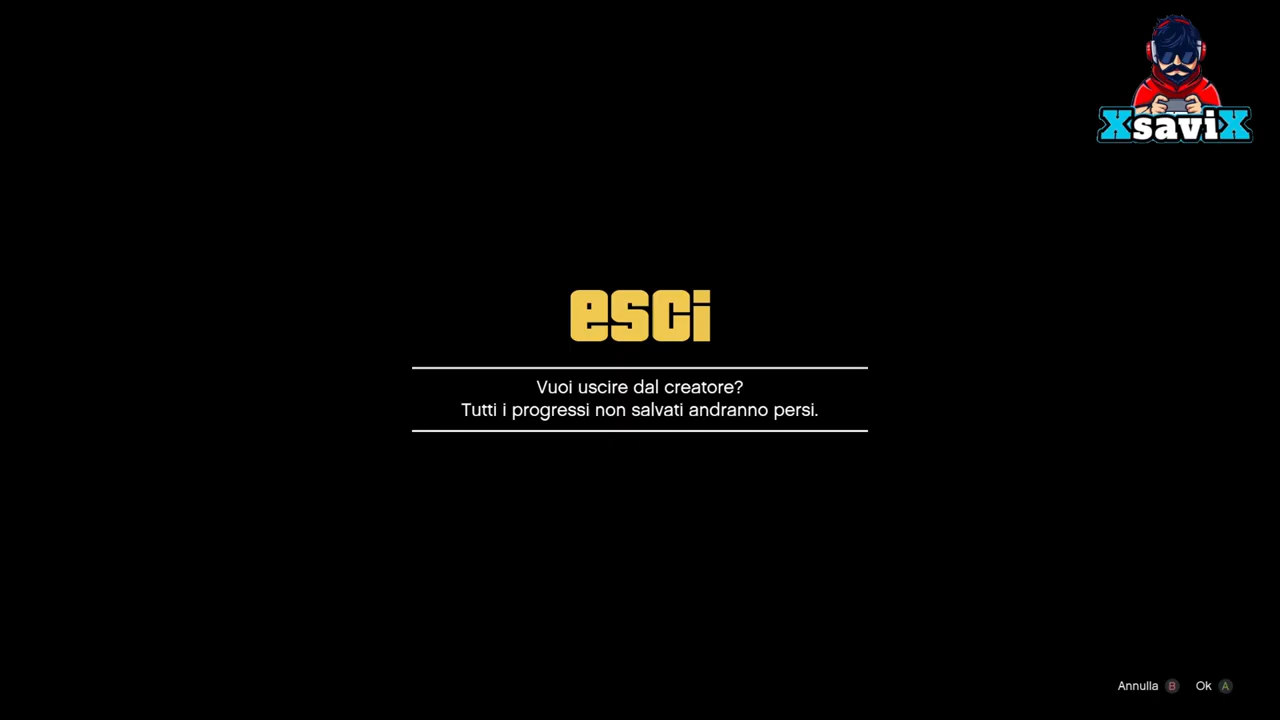 XsaviX
esci
Vuoi uscire dal creatore?
Tutti i progressi non salvati andranno persi.
Annulla B Ok A